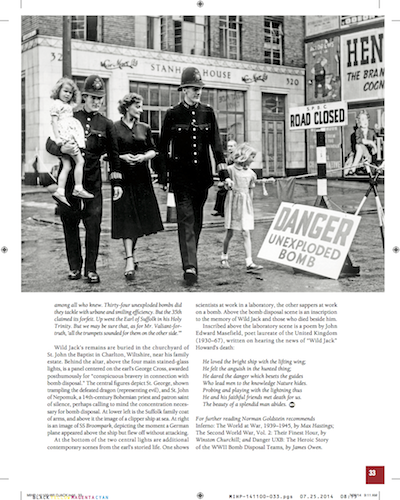 52
STANHOPE HOUSE
520
HEN
THE BRAN
COGN
ROAD CLOSED
DANGER
UNEXPLODED
BOMB
among all who knew. Thirty-four unexploded bombs did
they tackle with urbane and smiling efficiency. But the 35th
claimed its forfeit. Up went the Earl of Suffolk in his Holy
Trinity. But we may be sure that, as for Mr. Valiant-for-
truth, 'all the trumpets sounded for them on the other side.'"
Wild Jack's remains are buried in the churchyard of
St. John the Baptist in Charlton, Wiltshire, near his family
estate. Behind the altar, above the four main stained-glass
lights, is a panel centered on the earl's George Cross, awarded
posthumously for "conspicuous bravery in connection with
bomb disposal." The central figures depict St. George, shown
trampling the defeated dragon (representing evil), and St. John
of Nepomuk, a 14th-century Bohemian priest and patron saint
of silence, perhaps calling to mind the concentration neces-
sary for bomb disposal. At lower left is the Suffolk family coat
of arms, and above it the image of a clipper ship at sea. At right
is an image of SS Broompark, depicting the moment a German
plane appeared above the ship but flew off without attacking.
At the bottom of the two central lights are additional
contemporary scenes from the earl's storied life. One shows
scientists at work in a laboratory, the other sappers at work
on a bomb. Above the bomb disposal scene is an inscription
to the memory of Wild Jack and those who died beside him.
Inscribed above the laboratory scene is a poem by John
Edward Masefield, poet laureate of the United Kingdom
(1930–67), written on hearing the news of "Wild Jack"
Howard's death:
He loved the bright ship with the lifting wing;
He felt the anguish in the hunted thing;
He dared the danger which besets the guides
Who lead men to the knowledge Nature hides.
Probing and playing with the lightning thus
He and his faithful friends met death for us.
The beauty of a splendid man abides.
For further reading Norman Goldstein recommends
Inferno: The World at War, 1939–1945, by Max Hastings;
The Second World War, Vol. 2: Their Finest Hour, by
Winston Churchill; and Danger UXB: The Heroic Story
of the WWII Bomb Disposal Teams, by James Owen.
33
BLACK YELLOW MAGENTA CYAN
MIHP-141100-033.pgs 07.25.2014